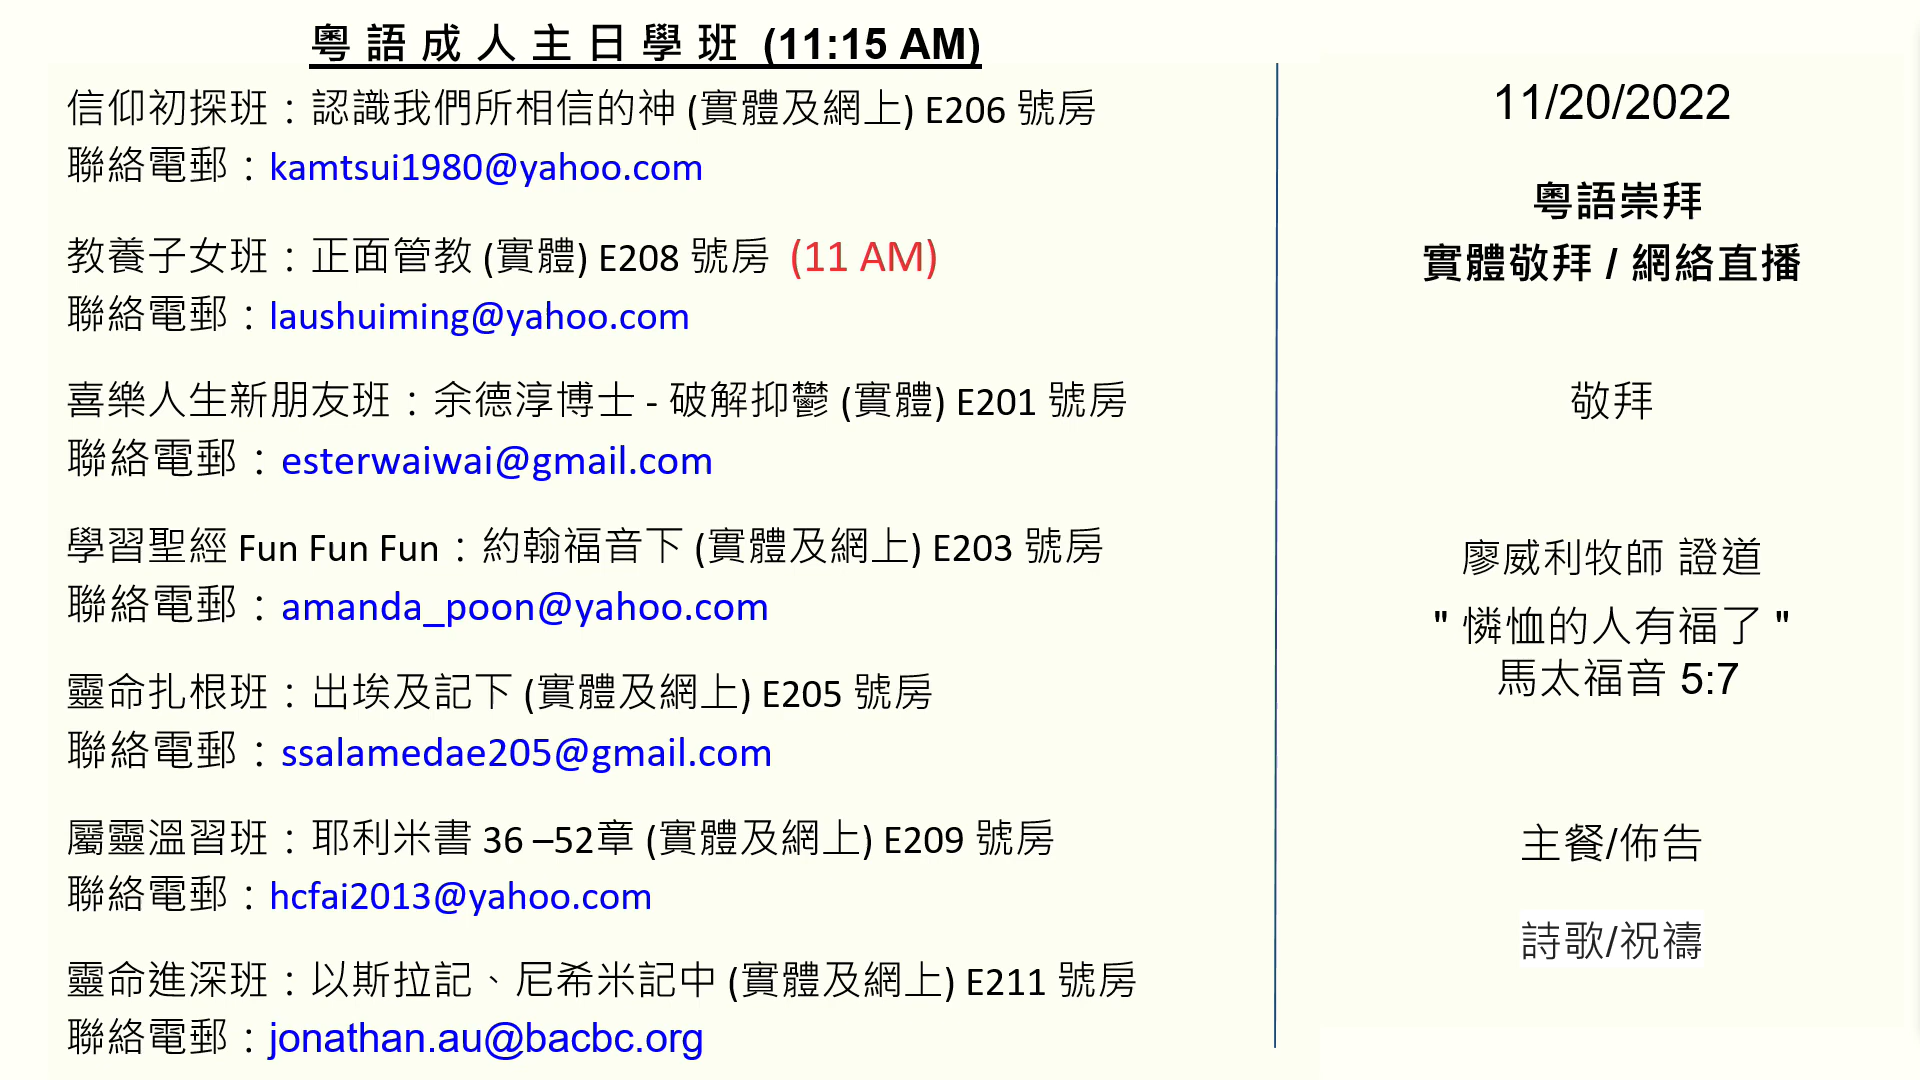 粵語成人主日學班 (11:15 AM)
信仰初探班：認識我們所相信的神 (實體及網上) E206 號房
聯絡電郵：kamtsui1980@yahoo.com
教養子女班：正面管教 (實體) E208 號房 (11 AM)
聯絡電郵：laushuiming@yahoo.com
喜樂人生新朋友班：余德淳博士 - 破解抑鬱 (實體) E201 號房
聯絡電郵：esterwaiwai@gmail.com
學習聖經 Fun Fun Fun：約翰福音下 (實體及網上) E203 號房
聯絡電郵：amanda_poon@yahoo.com
靈命扎根班：出埃及記下 (實體及網上) E205 號房
聯絡電郵：ssalamedae205@gmail.com
屬靈溫習班：耶利米書 36 –52章 (實體及網上) E209 號房
聯絡電郵：hcfai2013@yahoo.com
靈命進深班：以斯拉記、尼希米記中 (實體及網上) E211 號房
聯絡電郵：jonathan.au@bacbc.org
11/20/2022
粵語崇拜
實體敬拜 / 網絡直播
敬拜
廖威利牧師 證道
" 憐恤的人有福了 "
馬太福音 5:7
主餐/佈告
詩歌/祝禱